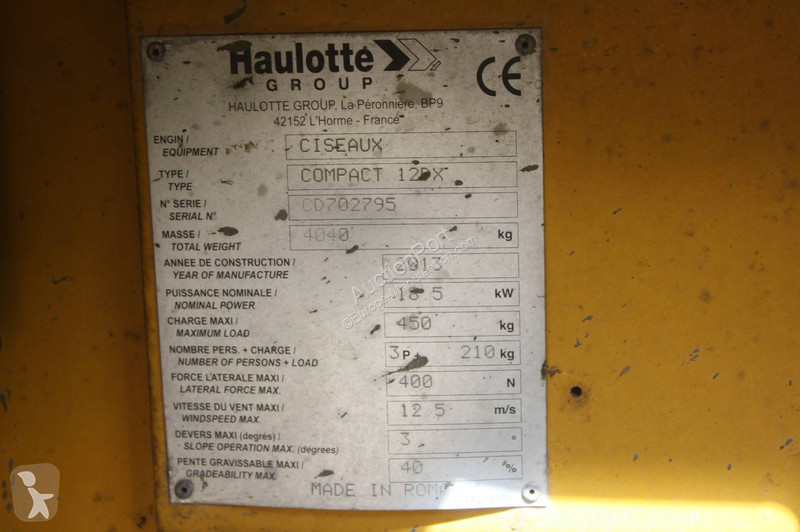 Haulotte
GROUP
CE
HAULOTTE GROUP, La Péronnière, BP9
42152 L'Horme - France
ENGIN / EQUIPMENT CISEAUX
TYPE / TYPE COMPACT 12DX
N° SERIE / SERIAL N° CD702795
MASSE / TOTAL WEIGHT 4040 kg
ANNEE DE CONSTRUCTION / YEAR OF MANUFACTURE 2013
PUISSANCE NOMINALE / NOMINAL POWER 18.5 kW
CHARGE MAXI / MAXIMUM LOAD 450 kg
NOMBRE PERS. + CHARGE / NUMBER OF PERSONS + LOAD 3 P + 210 kg
FORCE LATERALE MAXI / LATERAL FORCE MAX. 400 N
VITESSE DU VENT MAXI / WINDSPEED MAX. 12.5 m/s
DEVERS MAXI (degrés) / SLOPE OPERATION MAX. (degrees) 3 °
PENTE GRAVISSABLE MAXI / GRADEABILITY MAX. 40 %
MADE IN